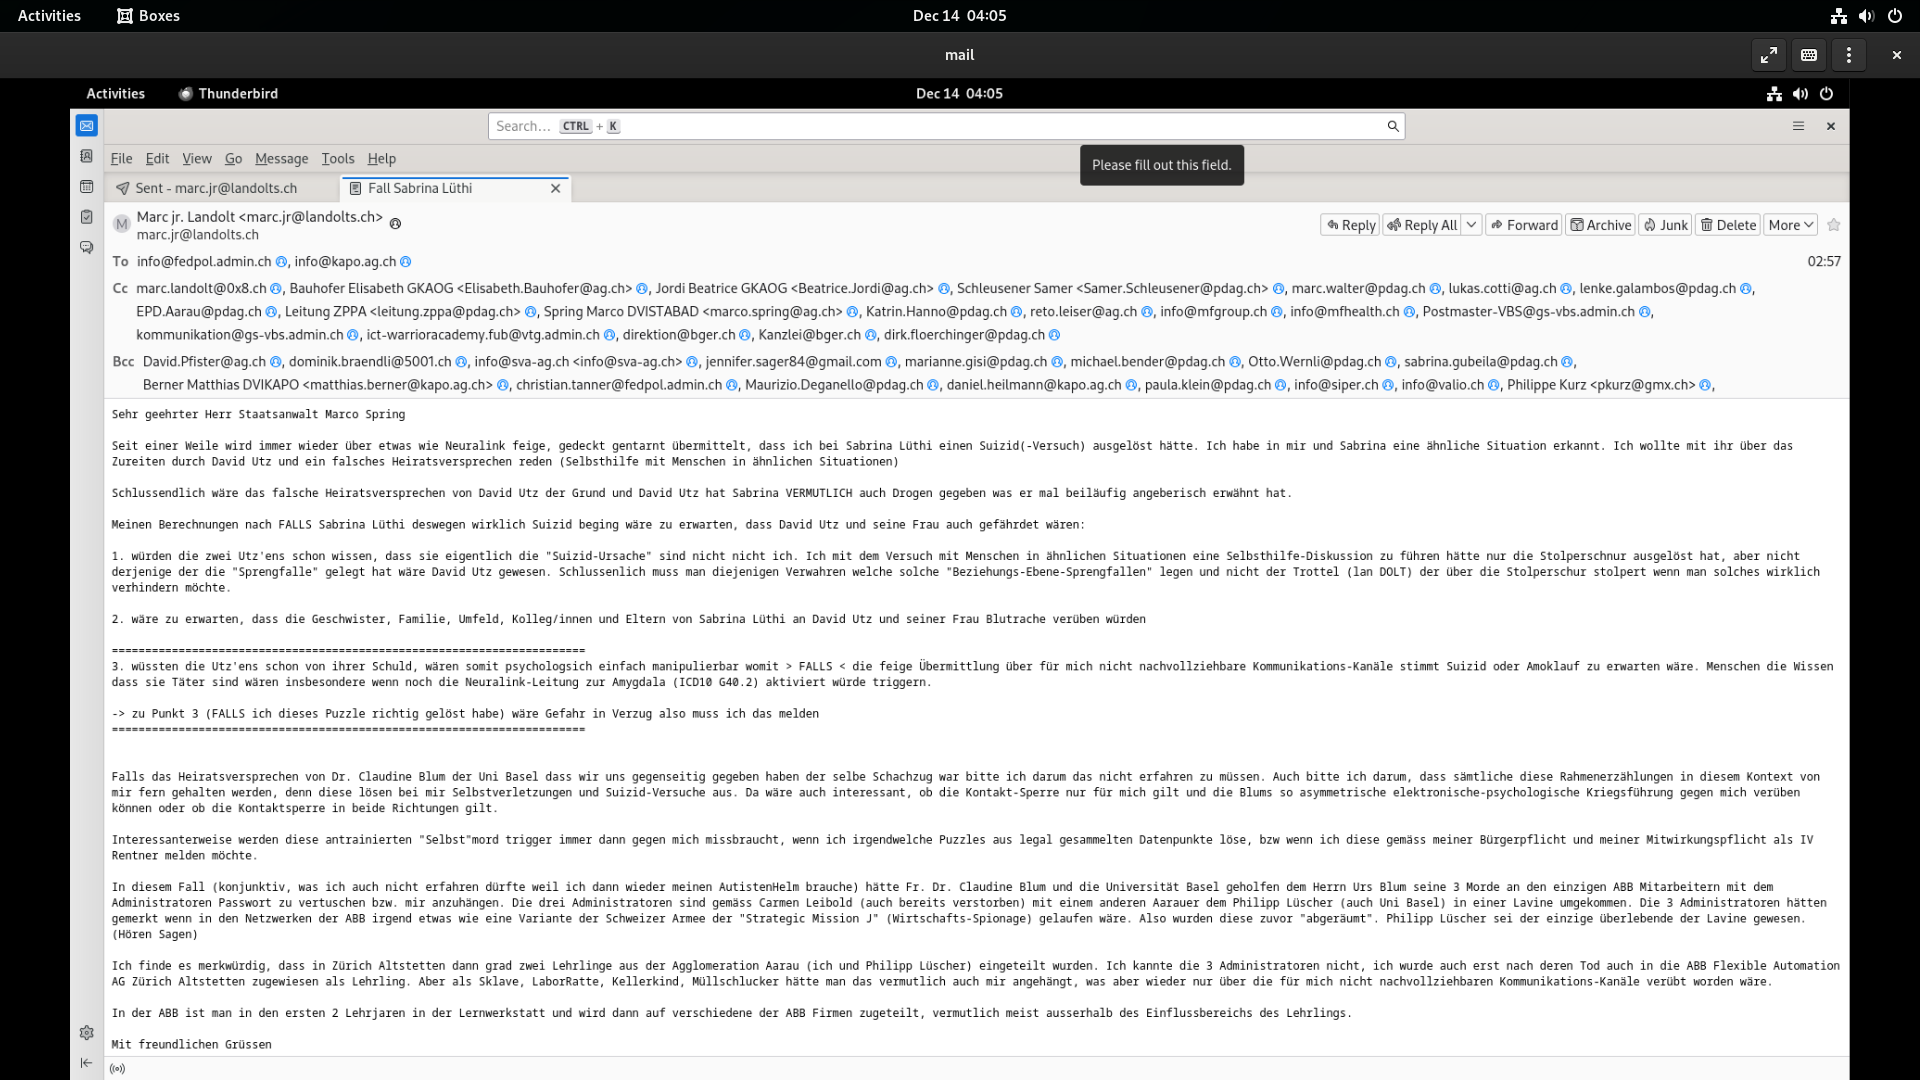 Activities Boxes Dec 14 04:05
mail
Activities Thunderbird Dec 14 04:05
Search... CTRL + K
File Edit View Go Message Tools Help
Please fill out this field.
Sent - marc.jr@landolts.ch Fall Sabrina Lüthi
M Marc jr. Landolt <marc.jr@landolts.ch>
marc.jr@landolts.ch
Reply Reply All Forward Archive Junk Delete More
To info@fedpol.admin.ch , info@kapo.ag.ch 02:57
Cc marc.landolt@0x8.ch , Bauhofer Elisabeth GKAOG <Elisabeth.Bauhofer@ag.ch> , Jordi Beatrice GKAOG <Beatrice.Jordi@ag.ch> , Schleusener Samer <Samer.Schleusener@pdag.ch> , marc.walter@pdag.ch , lukas.cotti@ag.ch , lenke.galambos@pdag.ch ,
EPD.Aarau@pdag.ch , Leitung ZPPA <leitung.zppa@pdag.ch> , Spring Marco DVISTABAD <marco.spring@ag.ch> , Katrin.Hanno@pdag.ch , reto.leiser@ag.ch , info@mfgroup.ch , info@mfhealth.ch , Postmaster-VBS@gs-vbs.admin.ch ,
kommunikation@gs-vbs.admin.ch , ict-warrioracademy.fub@vtg.admin.ch , direktion@bger.ch , Kanzlei@bger.ch , dirk.floerchinger@pdag.ch
Bcc David.Pfister@ag.ch , dominik.braendli@5001.ch , info@sva-ag.ch <info@sva-ag.ch> , jennifer.sager84@gmail.com , marianne.gisi@pdag.ch , michael.bender@pdag.ch , Otto.Wernli@pdag.ch , sabrina.gubeila@pdag.ch ,
Berner Matthias DVIKAPO <matthias.berner@kapo.ag.ch> , christian.tanner@fedpol.admin.ch , Maurizio.Deganello@pdag.ch , daniel.heilmann@kapo.ag.ch , paula.klein@pdag.ch , info@siper.ch , info@valio.ch , Philippe Kurz <pkurz@gmx.ch> ,
Sehr geehrter Herr Staatsanwalt Marco Spring
Seit einer Weile wird immer wieder über etwas wie Neuralink feige, gedeckt gentarnt übermittelt, dass ich bei Sabrina Lüthi einen Suizid(-Versuch) ausgelöst hätte. Ich habe in mir und Sabrina eine ähnliche Situation erkannt. Ich wollte mit ihr über das
Zureiten durch David Utz und ein falsches Heiratsversprechen reden (Selbsthilfe mit Menschen in ähnlichen Situationen)
Schlussendlich wäre das falsche Heiratsversprechen von David Utz der Grund und David Utz hat Sabrina VERMUTLICH auch Drogen gegeben was er mal beiläufig angeberisch erwähnt hat.
Meinen Berechnungen nach FALLS Sabrina Lüthi deswegen wirklich Suizid beging wäre zu erwarten, dass David Utz und seine Frau auch gefährdet wären:
1. würden die zwei Utz'ens schon wissen, dass sie eigentlich die "Suizid-Ursache" sind nicht nicht ich. Ich mit dem Versuch mit Menschen in ähnlichen Situationen eine Selbsthilfe-Diskussion zu führen hätte nur die Stolperschnur ausgelöst hat, aber nicht
derjenige der die "Sprengfalle" gelegt hat wäre David Utz gewesen. Schlussenlich muss man diejenigen Verwahren welche solche "Beziehungs-Ebene-Sprengfallen" legen und nicht der Trottel (lan DOLT) der über die Stolperschur stolpert wenn man solches wirklich
verhindern möchte.
2. wäre zu erwarten, dass die Geschwister, Familie, Umfeld, Kolleg/innen und Eltern von Sabrina Lüthi an David Utz und seiner Frau Blutrache verüben würden
=======================================================================
3. wüssten die Utz'ens schon von ihrer Schuld, wären somit psychologsich einfach manipulierbar womit > FALLS < die feige Übermittlung über für mich nicht nachvollziehbare Kommunikations-Kanäle stimmt Suizid oder Amoklauf zu erwarten wäre. Menschen die Wissen
dass sie Täter sind wären insbesondere wenn noch die Neuralink-Leitung zur Amygdala (ICD10 G40.2) aktiviert würde triggern.
-> zu Punkt 3 (FALLS ich dieses Puzzle richtig gelöst habe) wäre Gefahr in Verzug also muss ich das melden
=======================================================================
Falls das Heiratsversprechen von Dr. Claudine Blum der Uni Basel dass wir uns gegenseitig gegeben haben der selbe Schachzug war bitte ich darum das nicht erfahren zu müssen. Auch bitte ich darum, dass sämtliche diese Rahmenerzählungen in diesem Kontext von
mir fern gehalten werden, denn diese lösen bei mir Selbstverletzungen und Suizid-Versuche aus. Da wäre auch interessant, ob die Kontakt-Sperre nur für mich gilt und die Blums so asymmetrische elektronische-psychologische Kriegsführung gegen mich verüben
können oder ob die Kontaktsperre in beide Richtungen gilt.
Interessanterweise werden diese antrainierten "Selbst"mord trigger immer dann gegen mich missbraucht, wenn ich irgendwelche Puzzles aus legal gesammelten Datenpunkte löse, bzw wenn ich diese gemäss meiner Bürgerpflicht und meiner Mitwirkungspflicht als IV
Rentner melden möchte.
In diesem Fall (konjunktiv, was ich auch nicht erfahren dürfte weil ich dann wieder meinen AutistenHelm brauche) hätte Fr. Dr. Claudine Blum und die Universität Basel geholfen dem Herrn Urs Blum seine 3 Morde an den einzigen ABB Mitarbeitern mit dem
Administratoren Passwort zu vertuschen bzw. mir anzuhängen. Die drei Administratoren sind gemäss Carmen Leibold (auch bereits verstorben) mit einem anderen Aarauer dem Philipp Lüscher (auch Uni Basel) in einer Lavine umgekommen. Die 3 Administratoren hätten
gemerkt wenn in den Netzwerken der ABB irgend etwas wie eine Variante der Schweizer Armee der "Strategic Mission J" (Wirtschafts-Spionage) gelaufen wäre. Also wurden diese zuvor "abgeräumt". Philipp Lüscher sei der einzige überlebende der Lavine gewesen.
(Hören Sagen)
Ich finde es merkwürdig, dass in Zürich Altstetten dann grad zwei Lehrlinge aus der Agglomeration Aarau (ich und Philipp Lüscher) eingeteilt wurden. Ich kannte die 3 Administratoren nicht, ich wurde auch erst nach deren Tod auch in die ABB Flexible Automation
AG Zürich Altstetten zugewiesen als Lehrling. Aber als Sklave, LaborRatte, Kellerkind, Müllschlucker hätte man das vermutlich auch mir angehängt, was aber wieder nur über die für mich nicht nachvollziehbaren Kommunikations-Kanäle verübt worden wäre.
In der ABB ist man in den ersten 2 Lehrjaren in der Lernwerkstatt und wird dann auf verschiedene der ABB Firmen zugeteilt, vermutlich meist ausserhalb des Einflussbereichs des Lehrlings.
Mit freundlichen Grüssen